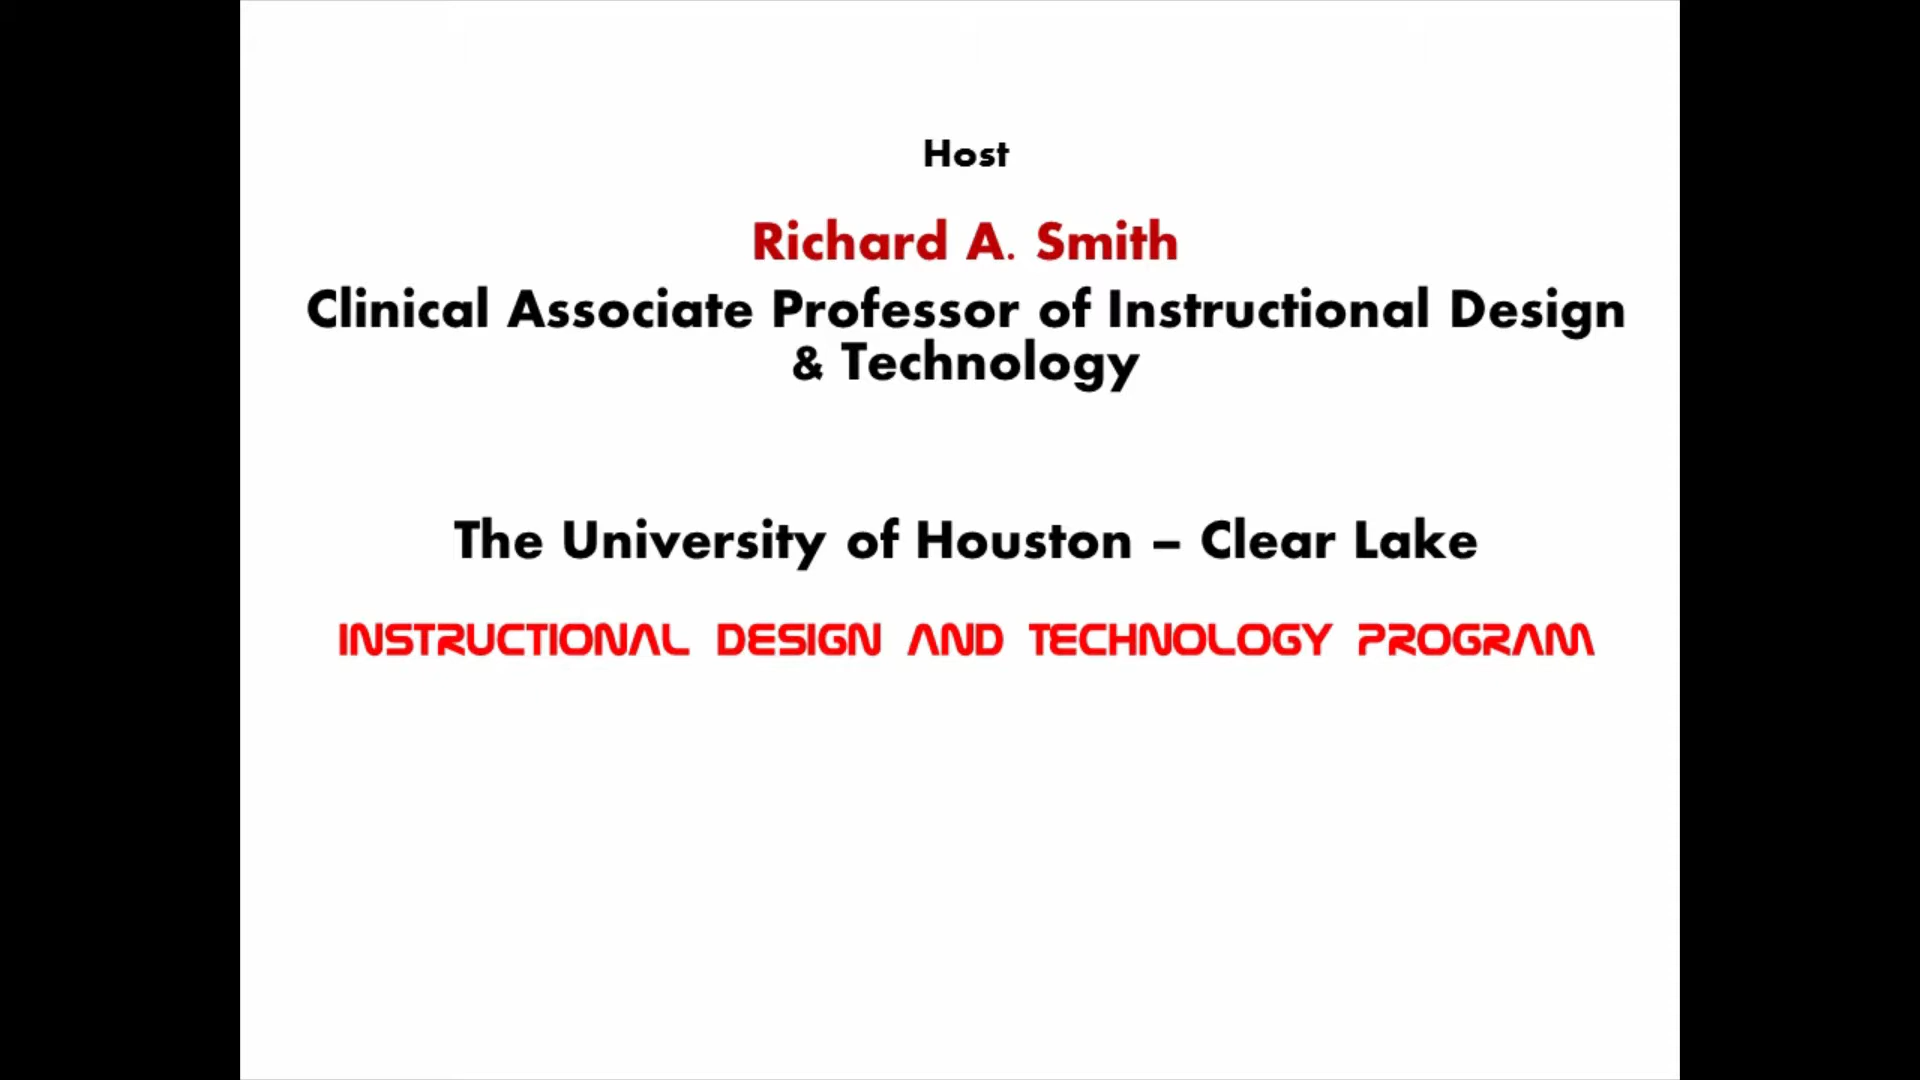 Host
Richard A. Smith
Clinical Associate Professor of Instructional Design
& Technology
The University of Houston – Clear Lake
INSTRUCTIONAL DESIGN AND TECHNOLOGY PROGRAM